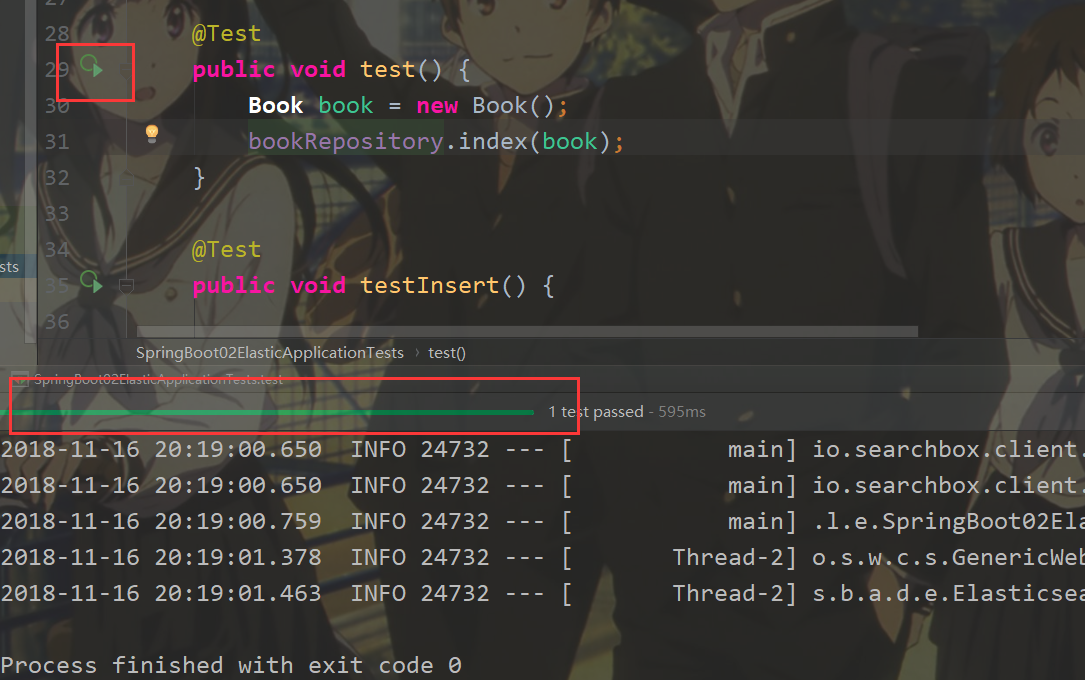 27
28 @Test
29 public void test() {
30 Book book = new Book();
31 bookRepository.index(book);
32 }
33
34 @Test
35 public void testInsert() {
36
sts
SpringBoot02ElasticApplicationTests › test()
SpringBoot02ElasticApplicationTests.test
1 test passed - 595ms
2018-11-16 20:19:00.650 INFO 24732 --- [ main] io.searchbox.client.
2018-11-16 20:19:00.650 INFO 24732 --- [ main] io.searchbox.client.
2018-11-16 20:19:00.759 INFO 24732 --- [ main] .l.e.SpringBoot02Ela
2018-11-16 20:19:01.378 INFO 24732 --- [ Thread-2] o.s.w.c.s.GenericWeb
2018-11-16 20:19:01.463 INFO 24732 --- [ Thread-2] s.b.a.d.e.Elasticsea
Process finished with exit code 0